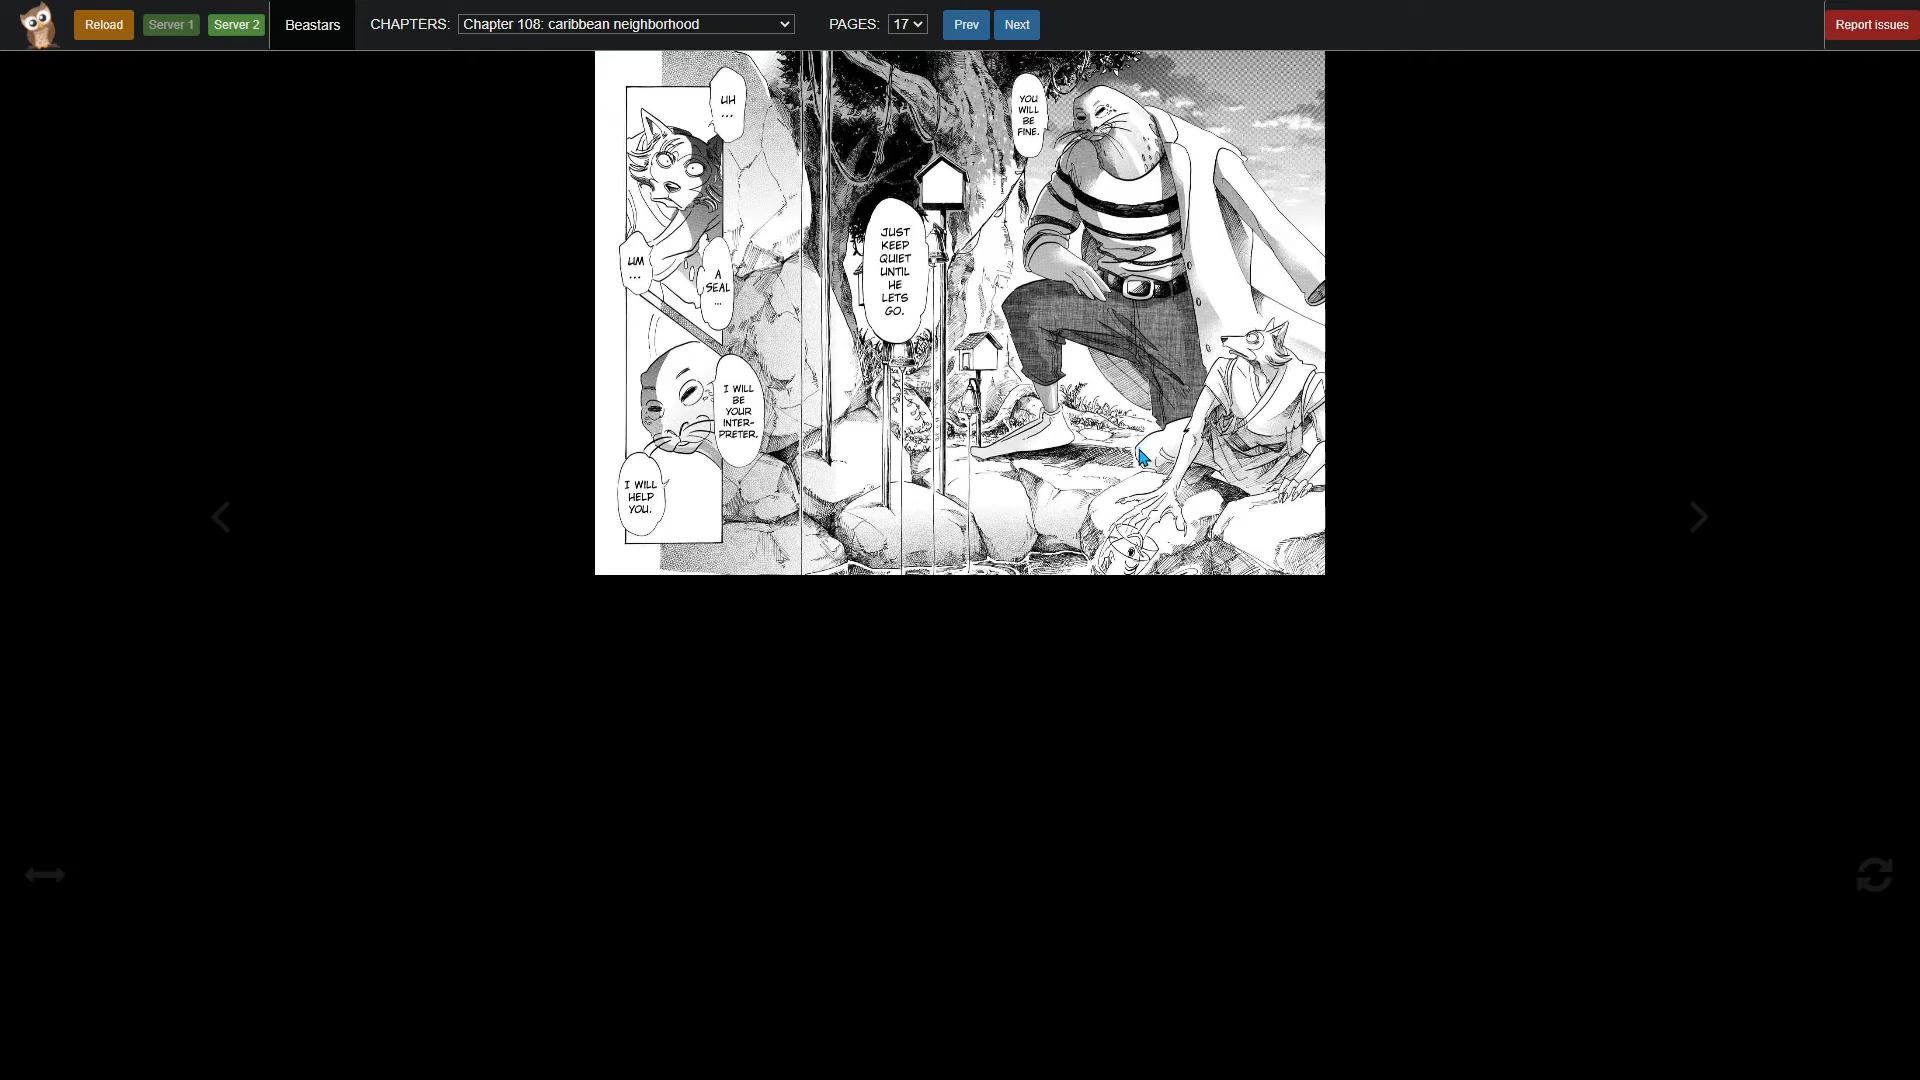 Reload
Server 1
Server 2
Beastars
CHAPTERS:
Chapter 108: caribbean neighborhood
PAGES:
17
Prev
Next
Report issues
YOU
WILL
BE
FINE.
JUST
KEEP
QUIET
UNTIL
HE
LETS
GO.
UH
...
UM
...
A
SEAL
...
I WILL
BE
YOUR
INTER-
PRETER.
I WILL
HELP
YOU.